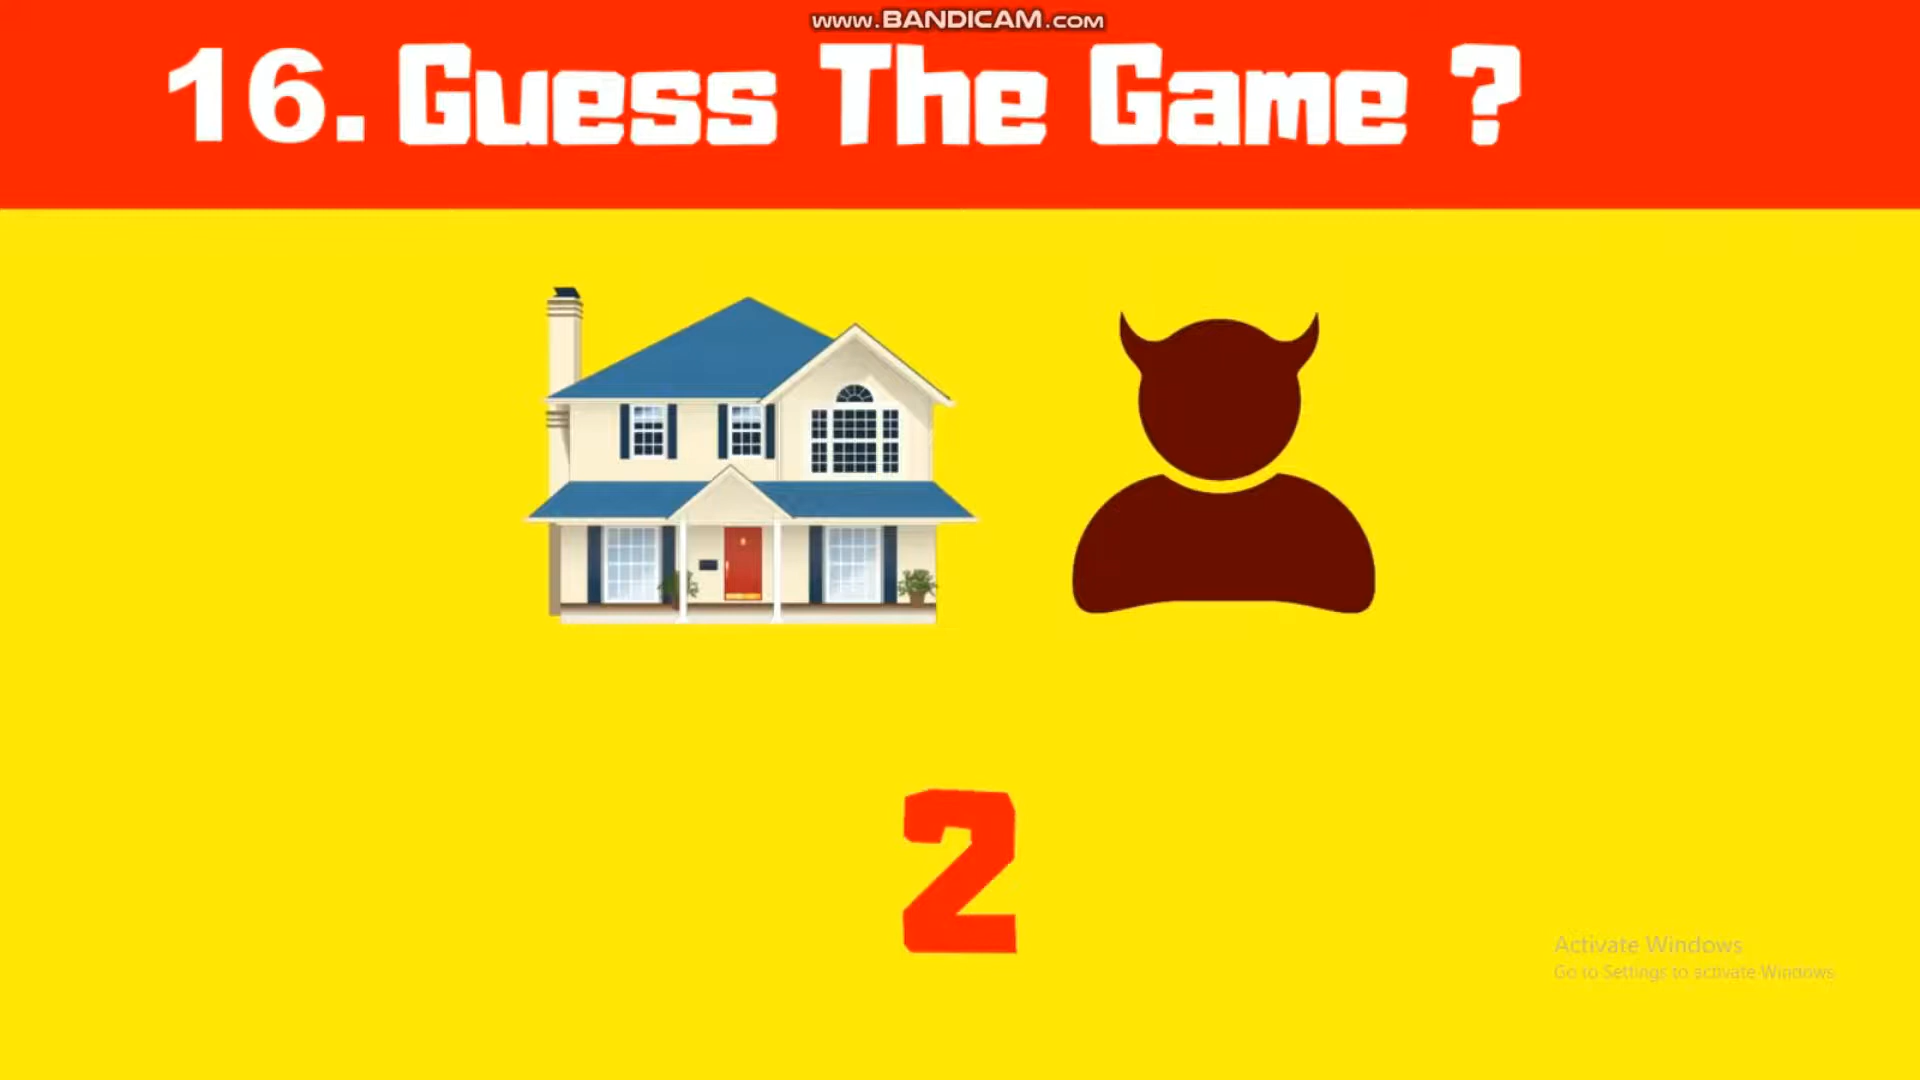 www.BANDICAM.com
16. Guess The Game ?
2
Activate Windows
Go to Settings to activate Windows.